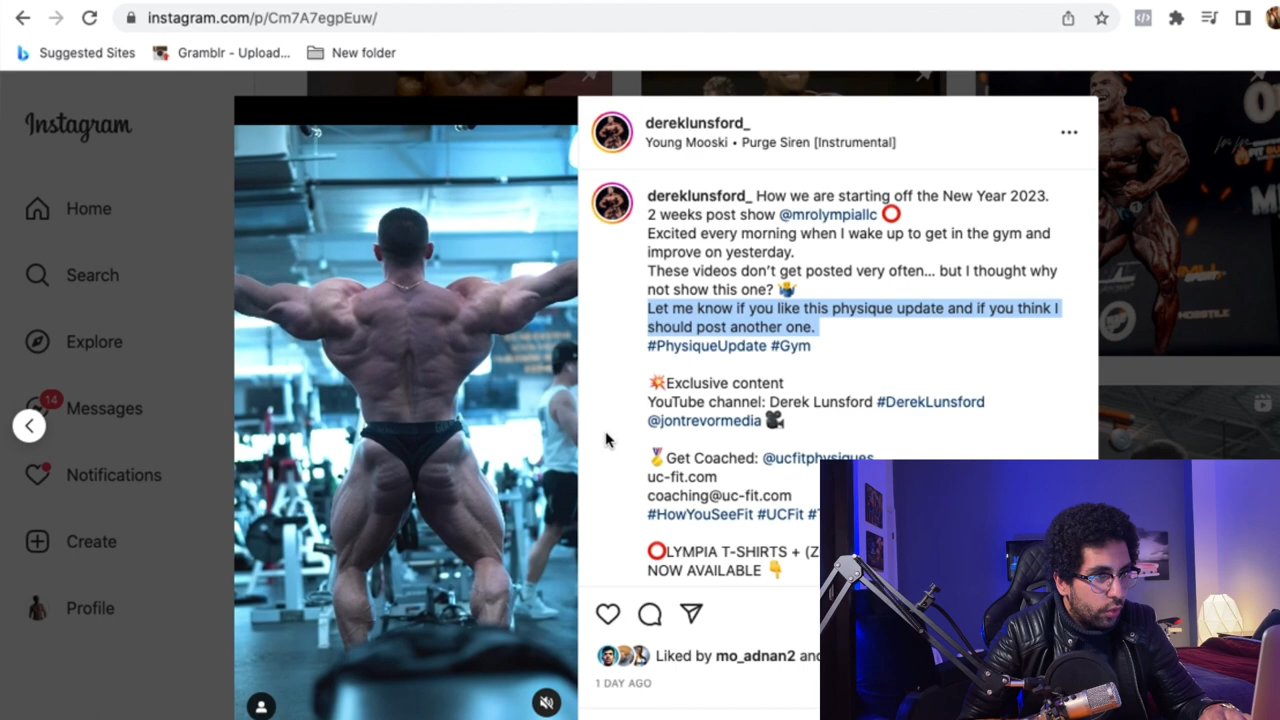 instagram.com/p/Cm7A7egpEuw/
Suggested Sites
Gramblr - Upload...
New folder
Instagram
Home
Search
Explore
14
Messages
Notifications
Create
Profile
dereklunsford_
Young Mooski • Purge Siren [Instrumental]
dereklunsford_ How we are starting off the New Year 2023.
2 weeks post show @mrolympiallc ⭕
Excited every morning when I wake up to get in the gym and
improve on yesterday.
These videos don't get posted very often... but I thought why
not show this one? 🤷‍♂️
Let me know if you like this physique update and if you think I
should post another one.
#PhysiqueUpdate #Gym
💥Exclusive content
YouTube channel: Derek Lunsford #DerekLunsford
@jontrevormedia 🎥
🏅Get Coached: @ucfitphysiques
uc-fit.com
coaching@uc-fit.com
#HowYouSeeFit #UCFit
⭕LYMPIA T-SHIRTS + (Z
NOW AVAILABLE 👇
Liked by mo_adnan2
1 DAY AGO